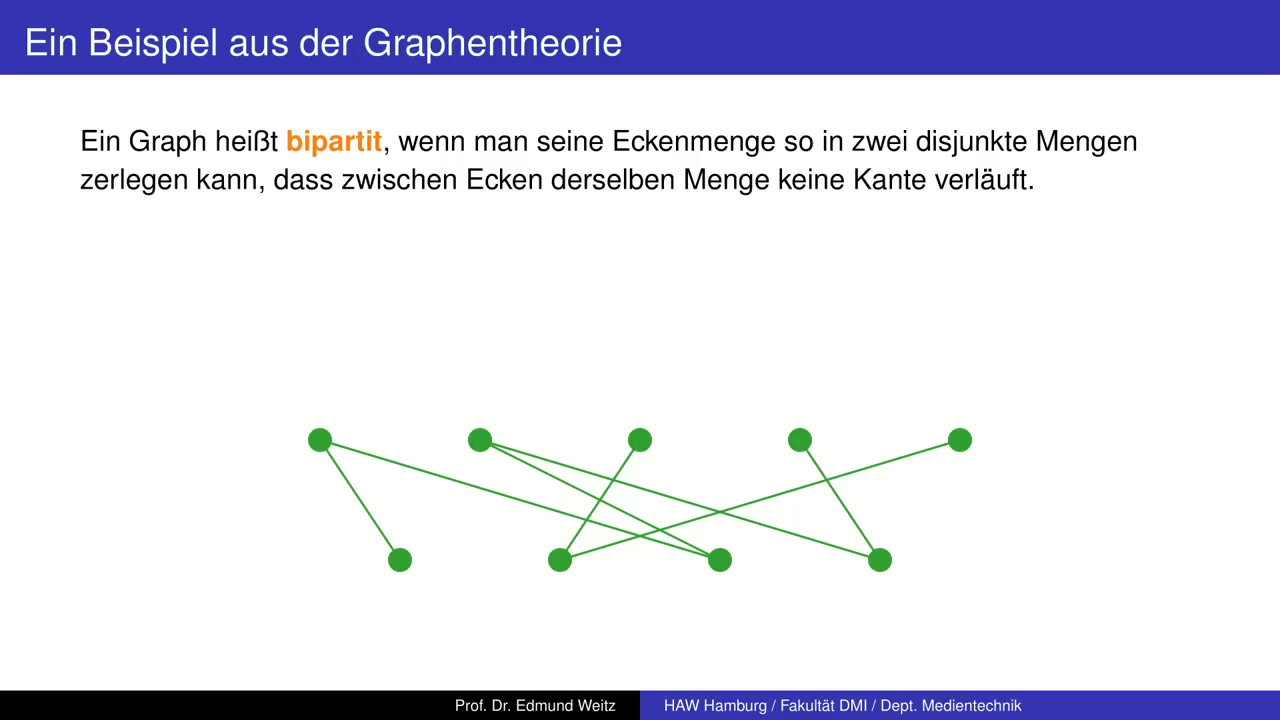 Ein Beispiel aus der Graphentheorie
Ein Graph heißt bipartit, wenn man seine Eckenmenge so in zwei disjunkte Mengen
zerlegen kann, dass zwischen Ecken derselben Menge keine Kante verläuft.
Prof. Dr. Edmund Weitz
HAW Hamburg / Fakultät DMI / Dept. Medientechnik